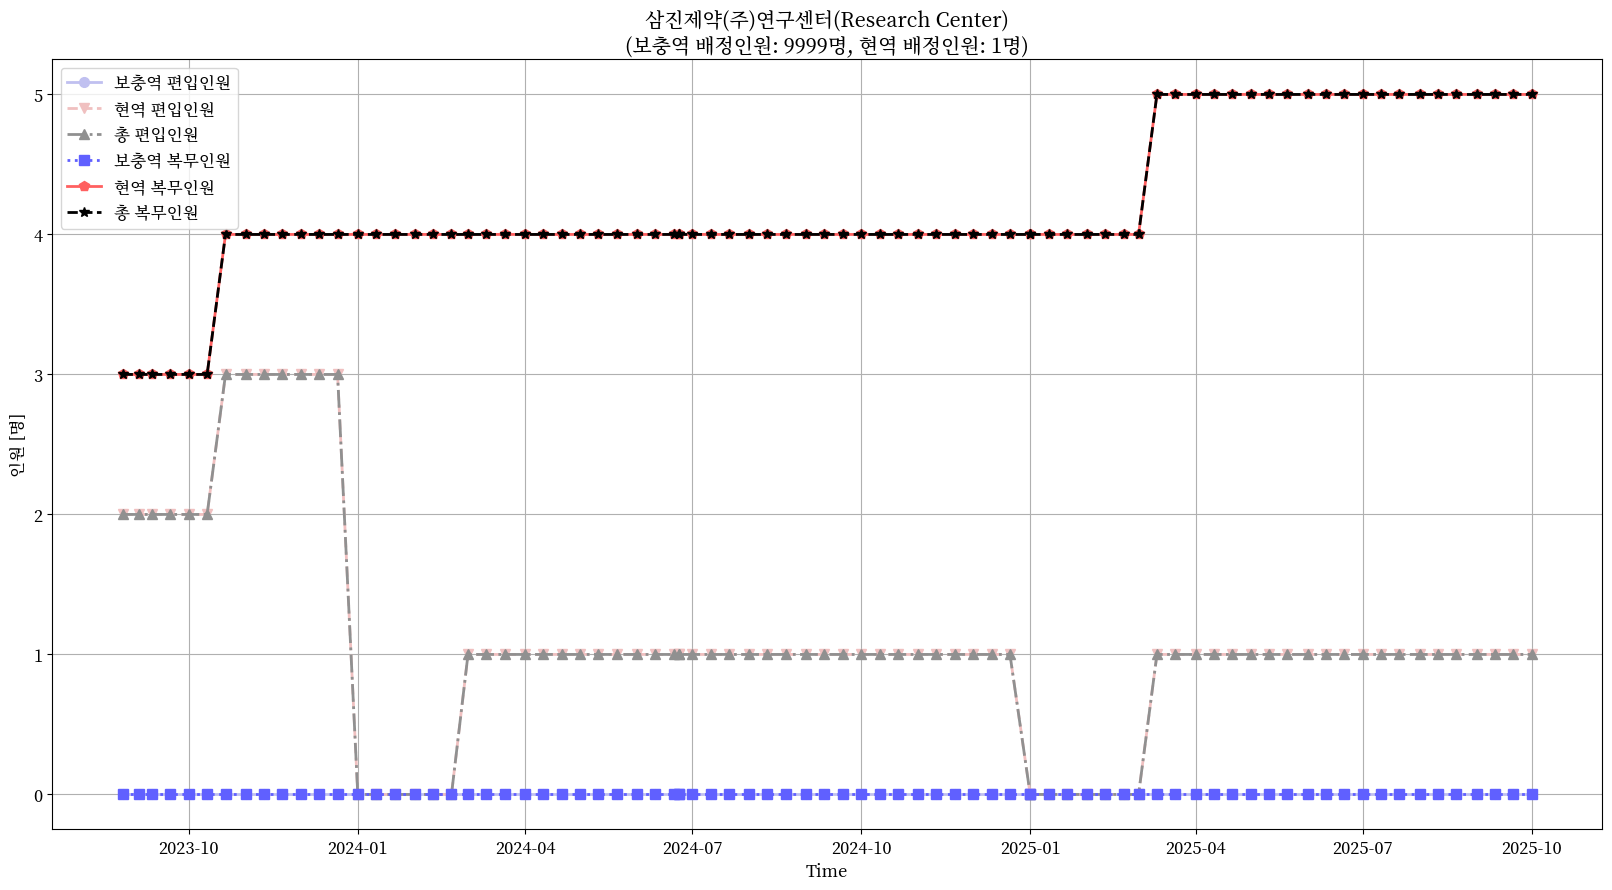 삼진제약(주)연구센터(Research Center)
(보충역 배정인원: 9999명, 현역 배정인원: 1명)
보충역 편입인원
현역 편입인원
총 편입인원
보충역 복무인원
현역 복무인원
총 복무인원
인원 [명]
5
4
3
2
1
0
2023-10
2024-01
2024-04
2024-07
2024-10
2025-01
2025-04
2025-07
2025-10
Time